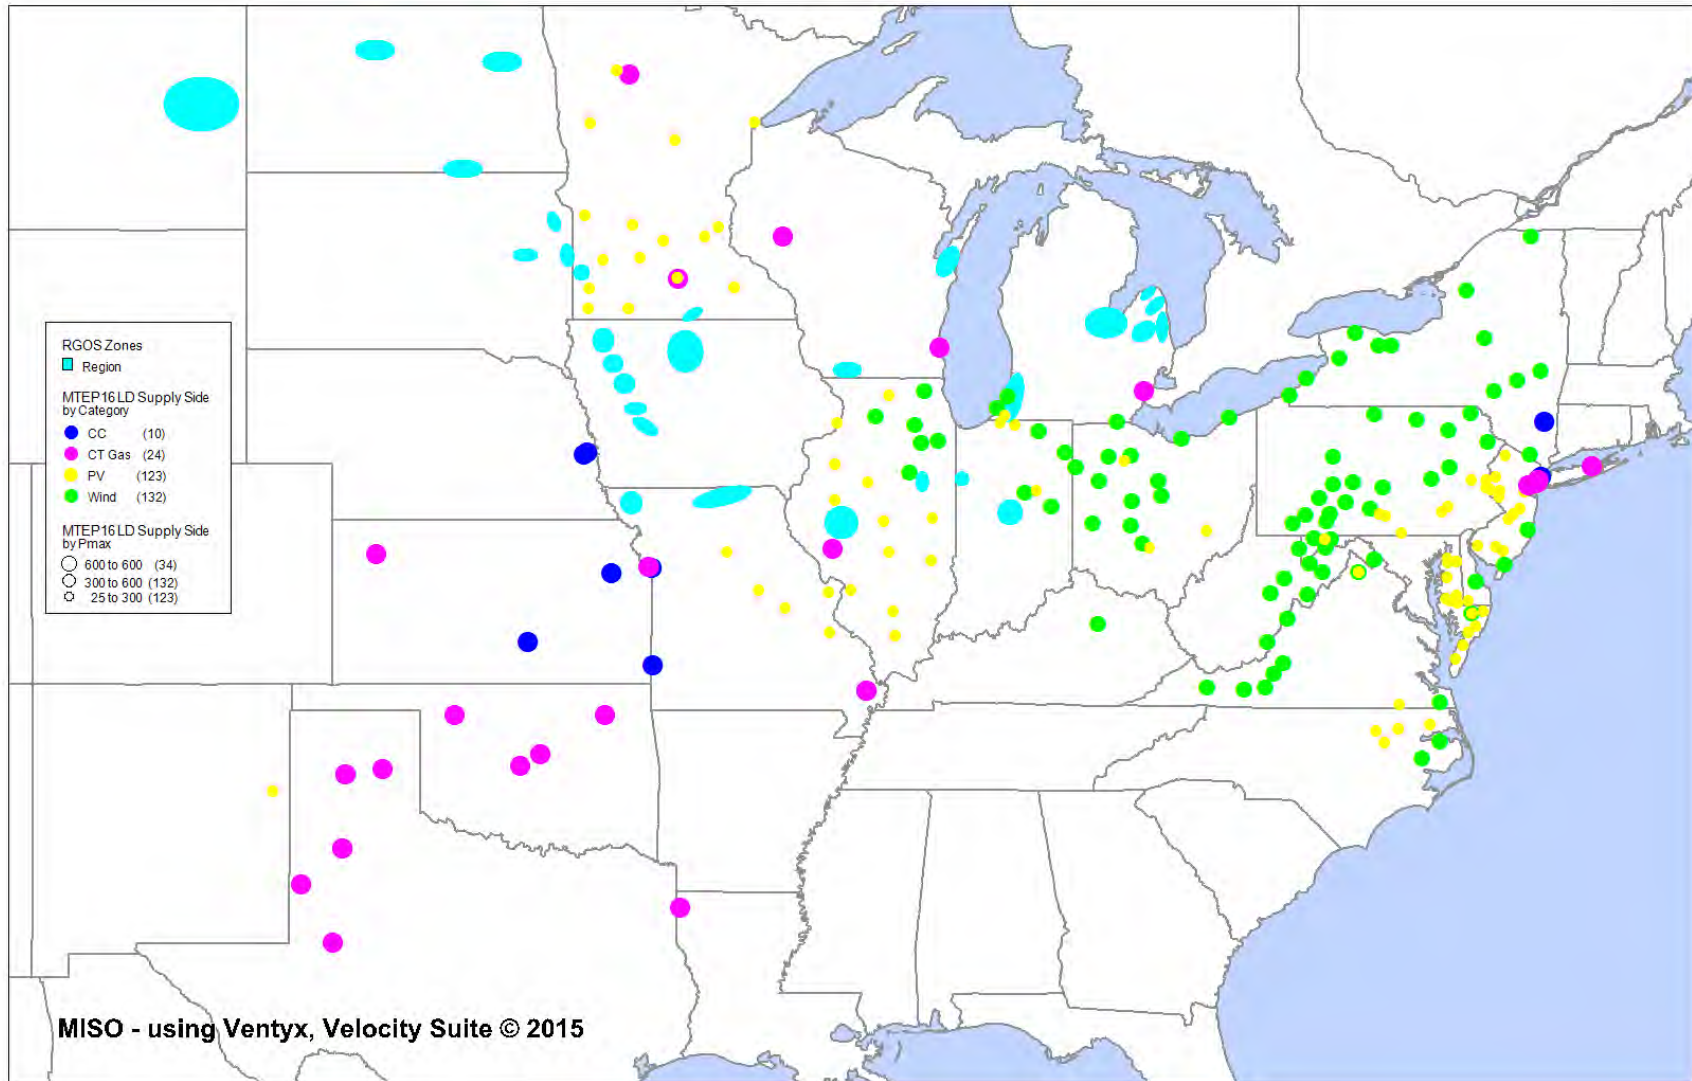 RGOS Zones
Region
MTEP16 LD Supply Side
by Category
CC (10)
CT Gas (24)
PV (123)
Wind (132)
MTEP16 LD Supply Side
by Pmax
600 to 600 (34)
300 to 600 (132)
25 to 300 (123)
MISO - using Ventyx, Velocity Suite © 2015